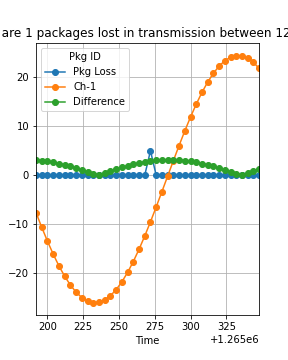 are 1 packages lost in transmission between 12
Pkg ID
Pkg Loss
Ch-1
Difference
20
10
0
−10
−20
200 225 250 275 300 325
+1.265e6
Time